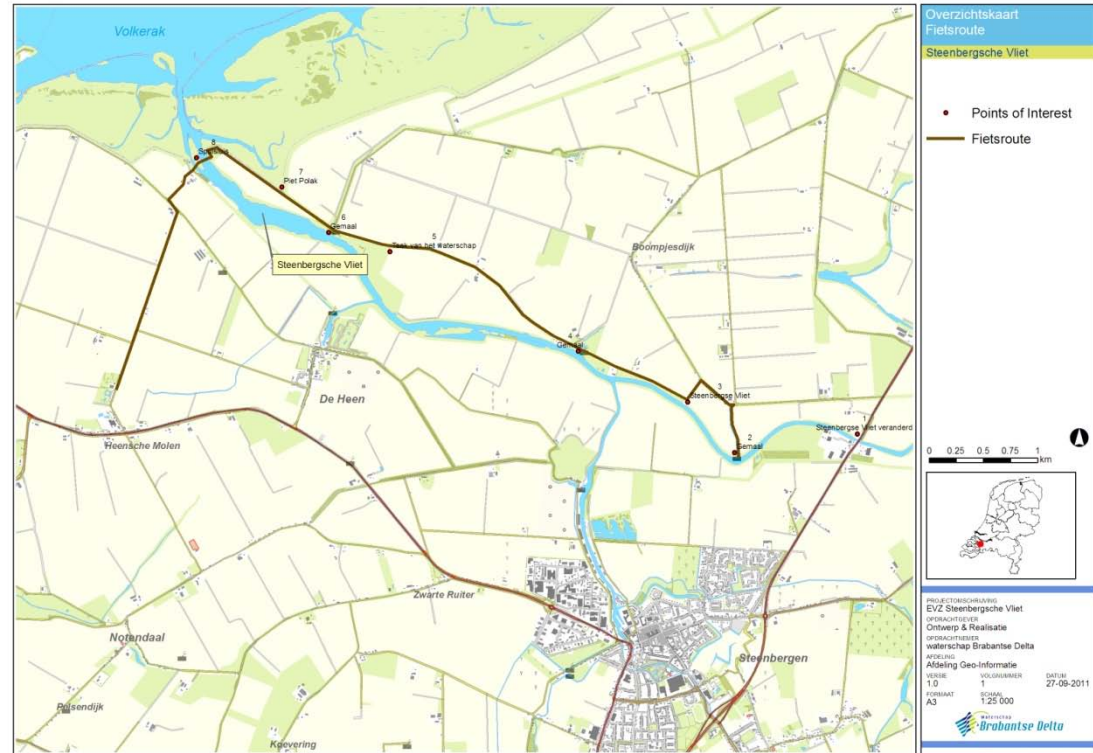 Volkerak
8
7
Piet Polak
6
Gemaal
5
Taak van het waterschap
Steenbergsche Vliet
Boompjesdijk
4
Gemaal
3
Steenbergse Vliet
De Heen
1
Steenbergse Vliet veranderd
2
Gemaal
Heensche Molen
Zwarte Ruiter
Notendaal
Steenbergen
Koevering
Overzichtskaart
Fietsroute
Steenbergsche Vliet
Points of Interest
Fietsroute
0 0.25 0.5 0.75 1
km
PROJECTOMSCHRIJVING
EVZ Steenbergsche Vliet
OPDRACHTGEVER
Ontwerp & Realisatie
OPDRACHTNEMER
waterschap Brabantse Delta
AFDELING
Afdeling Geo-Informatie
VERSIE VOLGNUMMER DATUM
1.0 1 27-09-2011
FORMAAT SCHAAL
A3 1:25 000
waterschap
Brabantse Delta